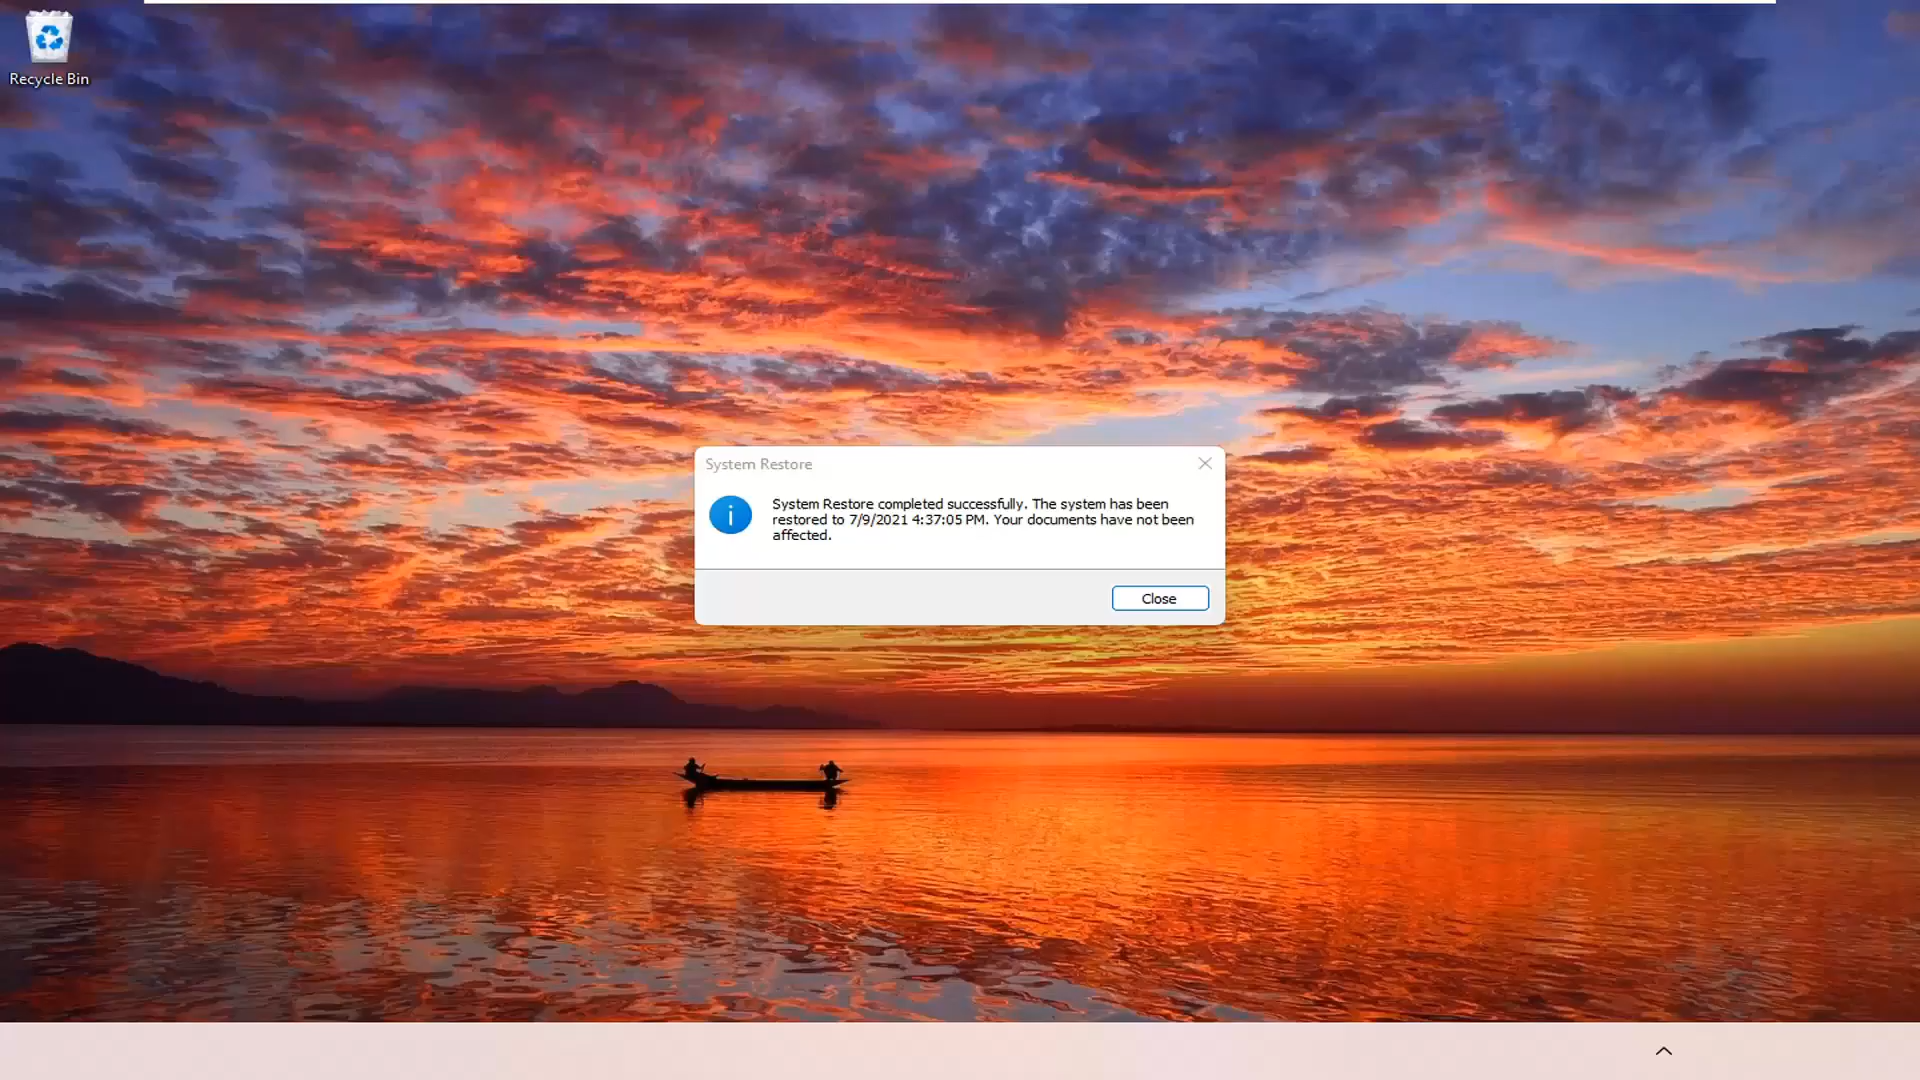 Recycle Bin
System Restore
System Restore completed successfully. The system has been
restored to 7/9/2021 4:37:05 PM. Your documents have not been
affected.
Close